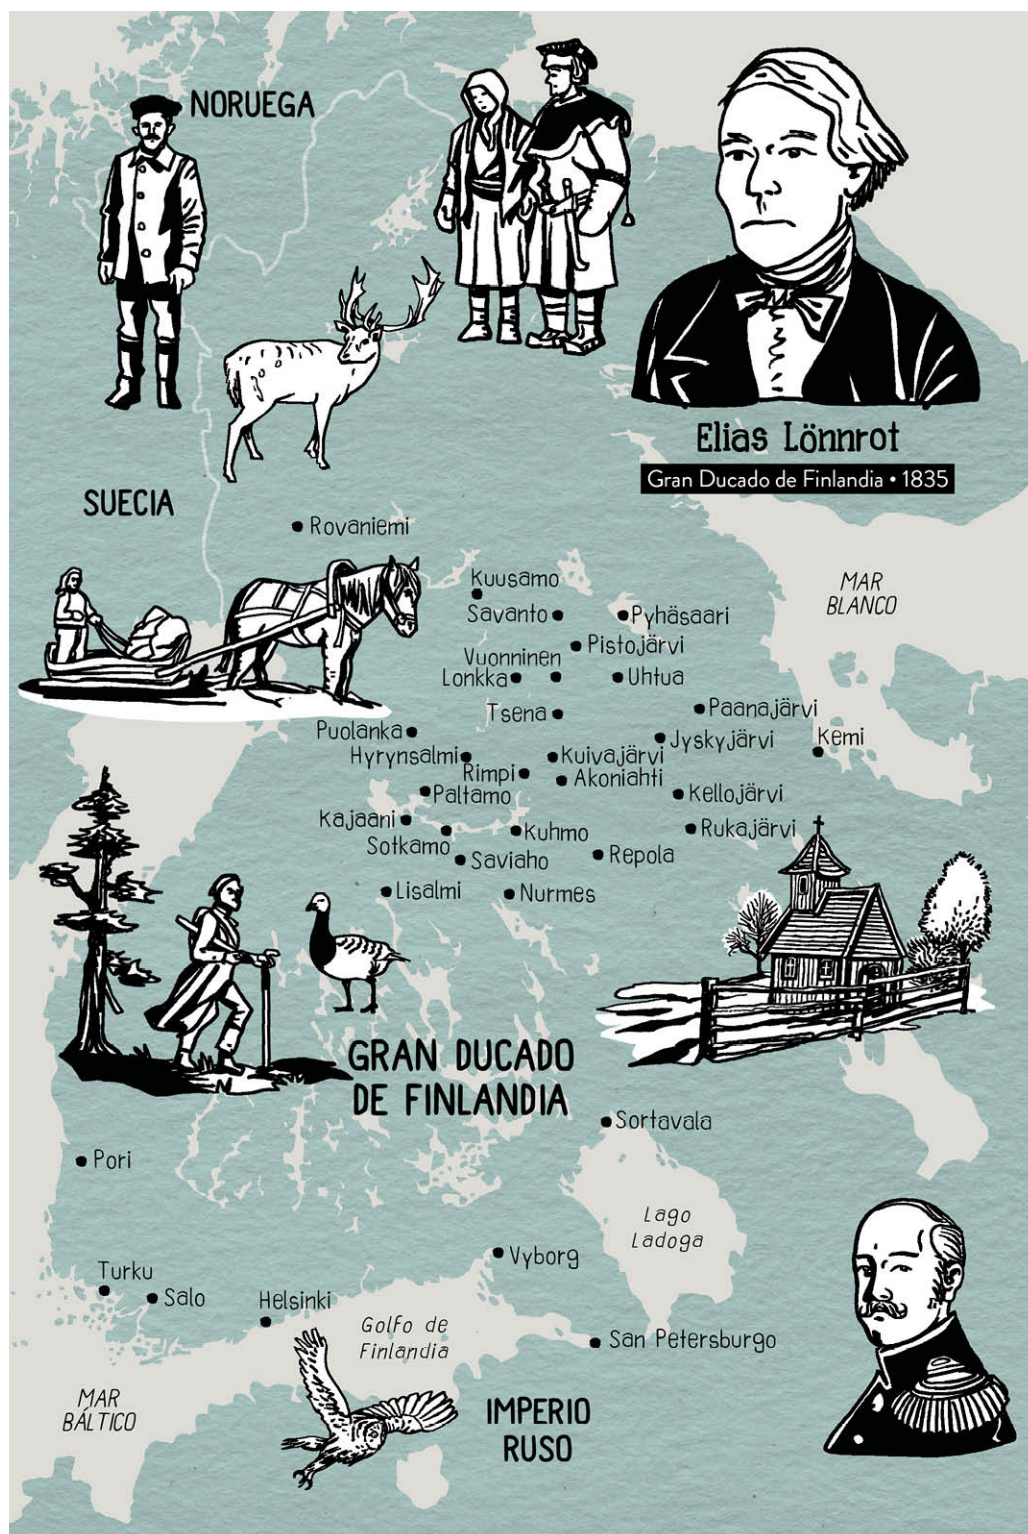 NORUEGA
Elias Lönnrot
Gran Ducado de Finlandia • 1835
SUECIA
Rovaniemi
MAR
BLANCO
Kuusamo
Savanto
Pyhäsaari
Pistojärvi
Vuonninen
Lonkka
Uhtua
Tsena
Paanajärvi
Puolanka
Jyskyjärvi
Kemi
Hyrynsalmi
Kuivajärvi
Rimpi
Akoniahti
Paltamo
Kellojärvi
Kajaani
Kuhmo
Rukajärvi
Sotkamo
Saviaho
Repola
Lisalmi
Nurmes
GRAN DUCADO
DE FINLANDIA
Sortavala
Pori
Lago
Ladoga
Vyborg
Turku
Salo
Helsinki
Golfo de
Finlandia
San Petersburgo
MAR
BÁLTICO
IMPERIO
RUSO